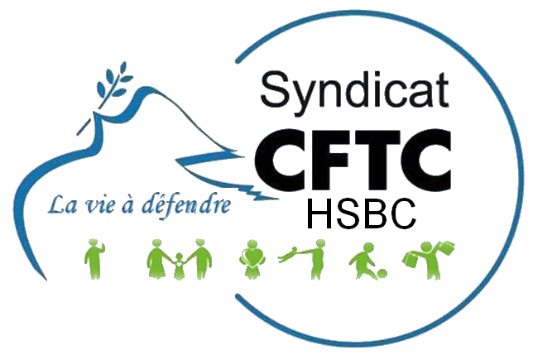 Syndicat
CFTC
La vie à défendre
HSBC